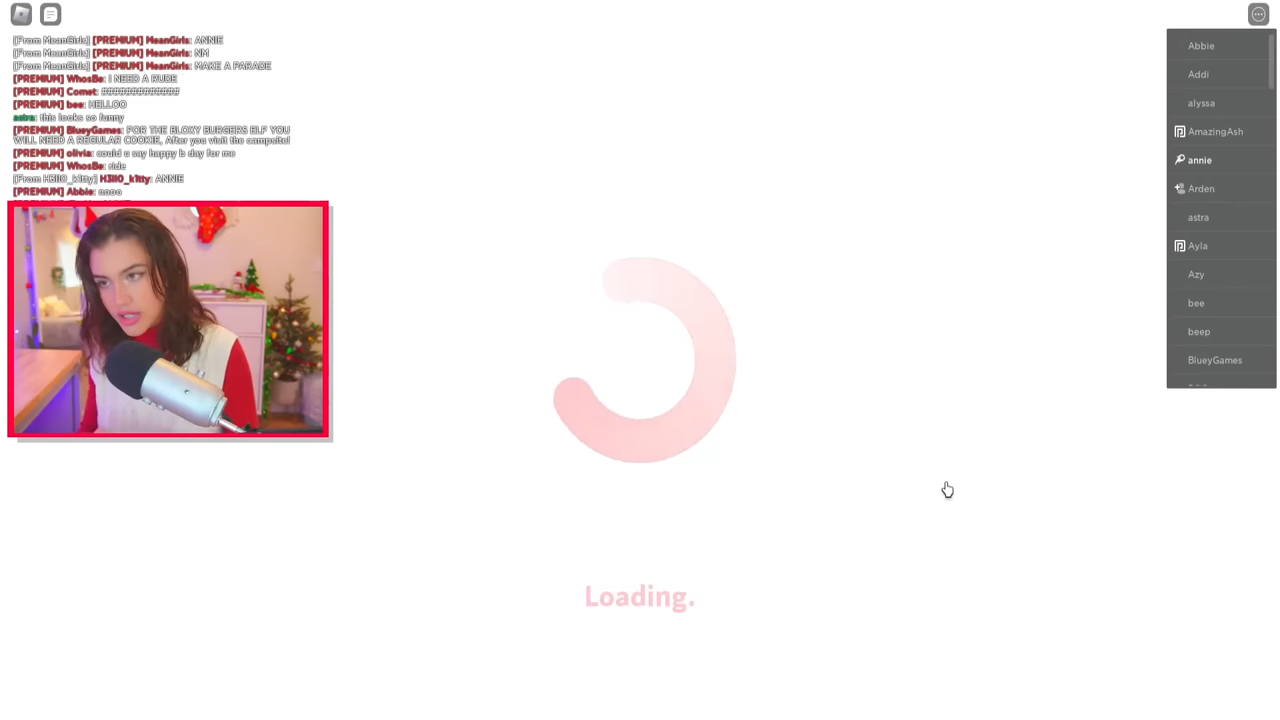 [From MeanGirls] [PREMIUM] MeanGirls: ANNIE
[From MeanGirls] [PREMIUM] MeanGirls: NM
[From MeanGirls] [PREMIUM] MeanGirls: MAKE A PARADE
[PREMIUM] WhosBe: I NEED A RUDE
[PREMIUM] Comet: #############
[PREMIUM] bee: HELLOO
astra: this looks so funny
[PREMIUM] BlueyGames: FOR THE BLOXY BURGERS ELF YOU
WILL NEED A REGULAR COOKIE, After you visit the campsite!
[PREMIUM] olivia: could u say happy b day for me
[PREMIUM] WhosBe: ride
[From H3ll0_k1tty] H3ll0_k1tty: ANNIE
[PREMIUM] Abbie: nooo
Loading.
Abbie
Addi
alyssa
AmazingAsh
annie
Arden
astra
Ayla
Azy
bee
beep
BlueyGames